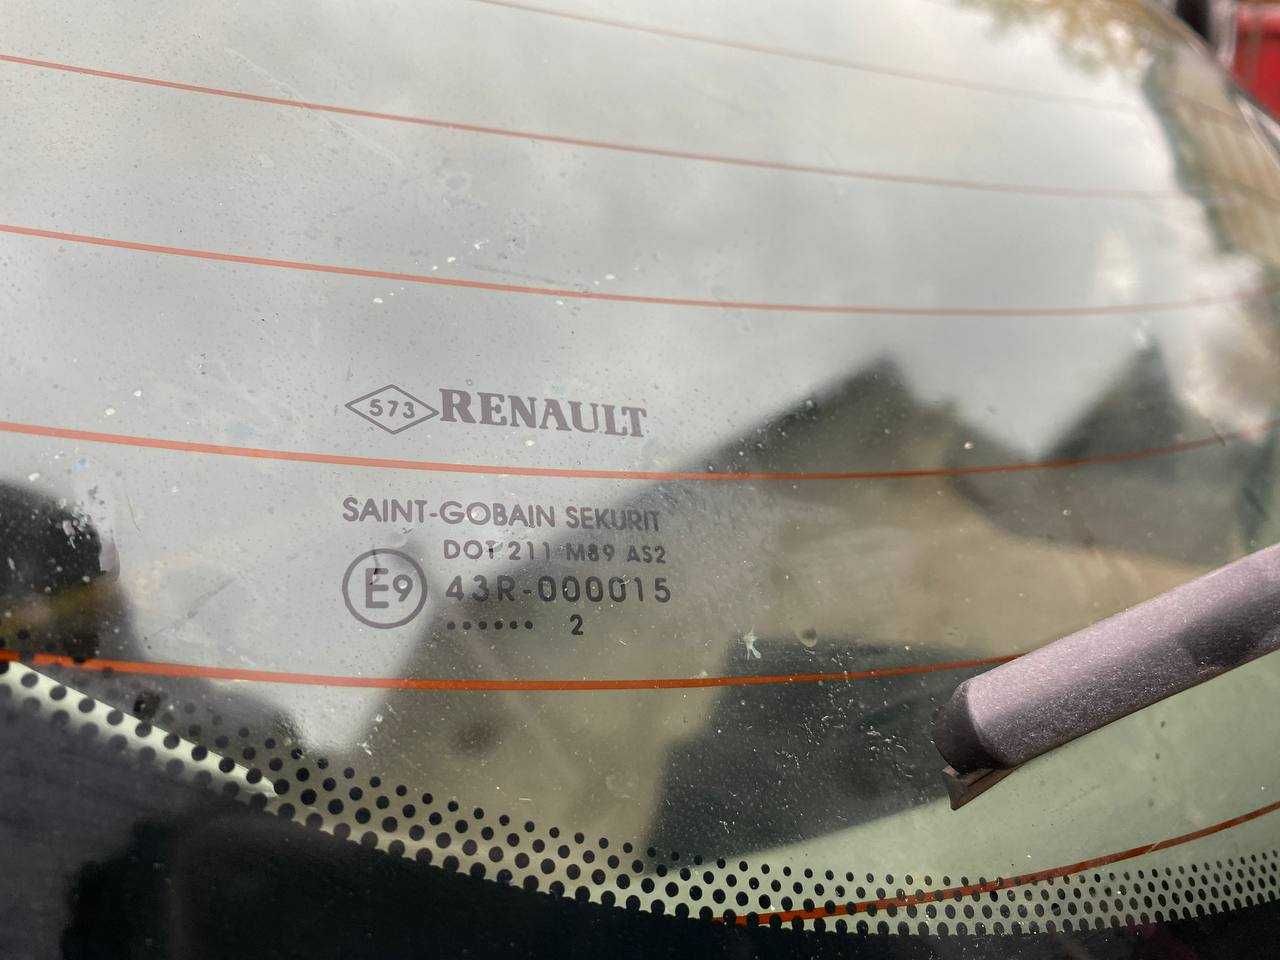 573 RENAULT
SAINT-GOBAIN SEKURIT
DOT 211 M89 AS2
E9 43R-000015
•••••• 2